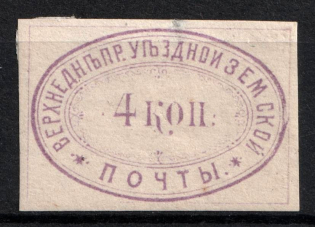 ВЕРХНЕДНѢПР. УѢЗДНОЙ ЗЕМСКОЙ
4 КОП.
* ПОЧТЫ. *